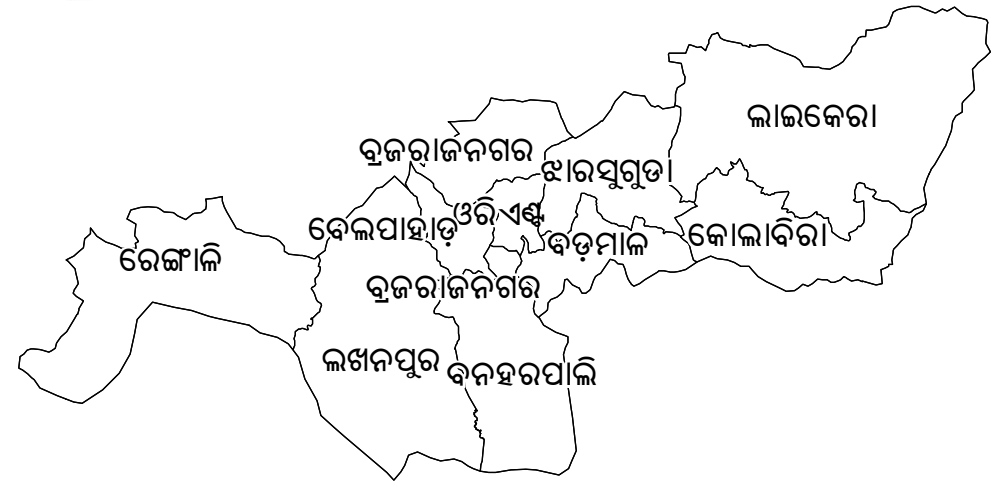 ଲାଇକେରା
ବ୍ରଜରାଜନଗର
ଝାରସୁଗୁଡା
ଓରିଏଣ୍ଟ
ବେଲପାହାଡ଼
କୋଲାବିରା
ବଡ଼ମାଳ
ରେଙ୍ଗାଳି
ବ୍ରଜରାଜନଗର
ଲଖନପୁର
ବନହରପାଲି